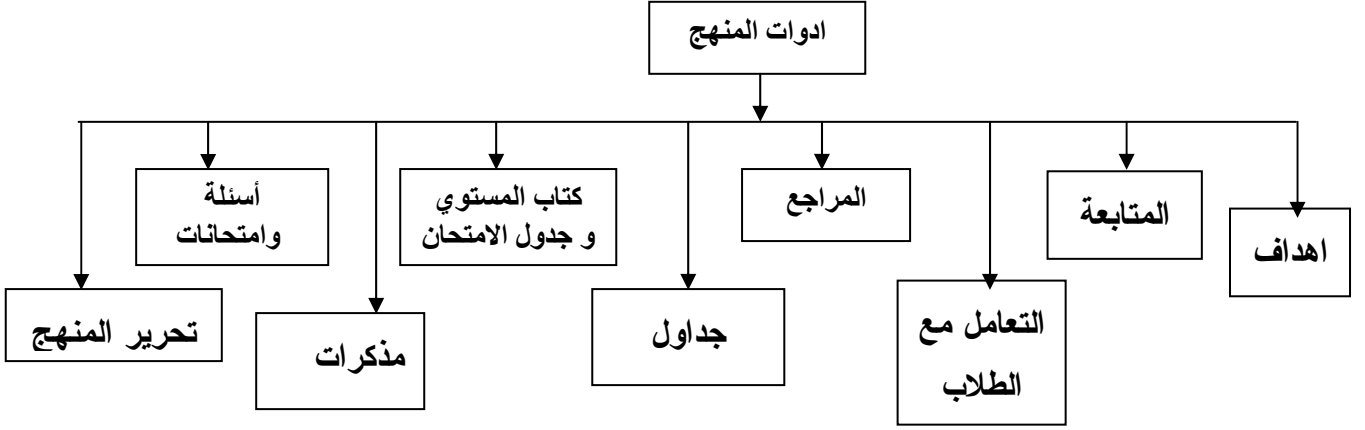 ادوات المنهج
اهداف
المتابعة
التعامل مع
الطلاب
المراجع
جداول
كتاب المستوي
و جدول الامتحان
مذكرات
أسئلة
وامتحانات
تحرير المنهج